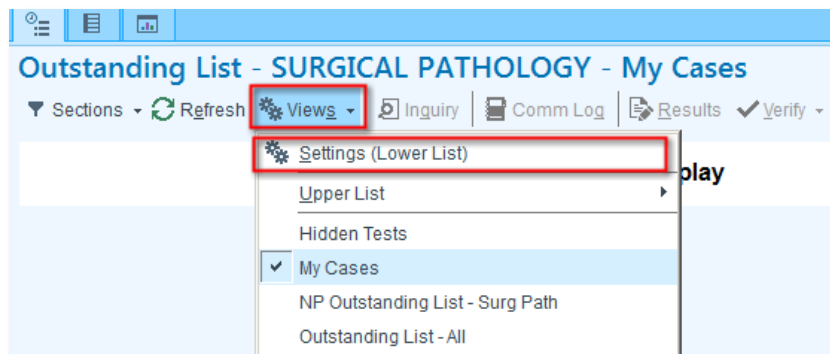 Outstanding List - SURGICAL PATHOLOGY - My Cases
Sections Refresh Views Inquiry Comm Log Results Verify
Settings (Lower List)
play
Upper List
Hidden Tests
My Cases
NP Outstanding List - Surg Path
Outstanding List - All